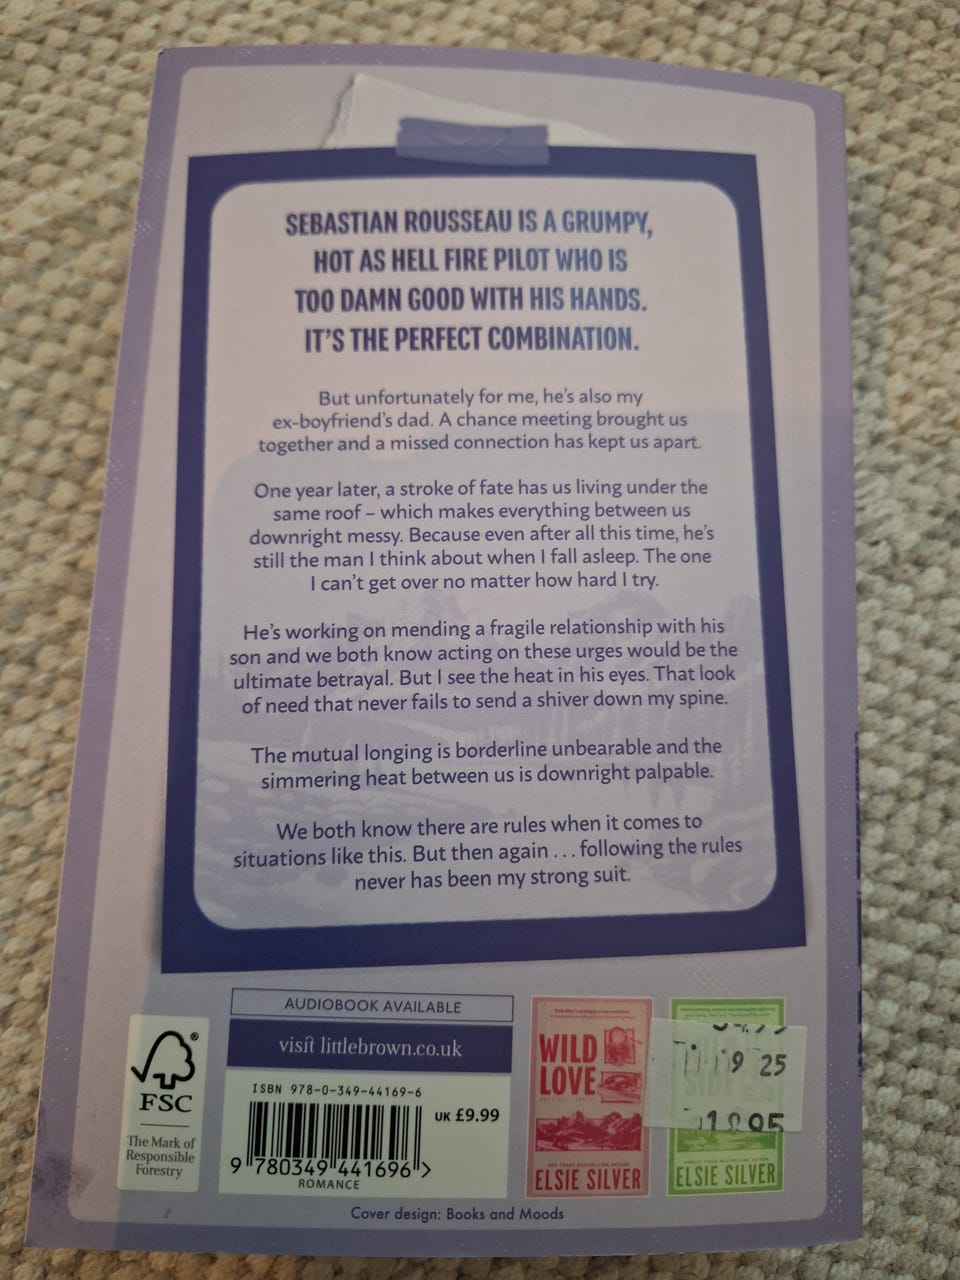 SEBASTIAN ROUSSEAU IS A GRUMPY,
HOT AS HELL FIRE PILOT WHO IS
TOO DAMN GOOD WITH HIS HANDS.
IT'S THE PERFECT COMBINATION.
But unfortunately for me, he's also my
ex-boyfriend's dad. A chance meeting brought us
together and a missed connection has kept us apart.
One year later, a stroke of fate has us living under the
same roof – which makes everything between us
downright messy. Because even after all this time, he's
still the man I think about when I fall asleep. The one
I can't get over no matter how hard I try.
He's working on mending a fragile relationship with his
son and we both know acting on these urges would be the
ultimate betrayal. But I see the heat in his eyes. That look
of need that never fails to send a shiver down my spine.
The mutual longing is borderline unbearable and the
simmering heat between us is downright palpable.
We both know there are rules when it comes to
situations like this. But then again . . . following the rules
never has been my strong suit.
AUDIOBOOK AVAILABLE
visit littlebrown.co.uk
ISBN 978-0-349-44169-6
UK £9.99
9 780349 441696 >
ROMANCE
FSC
®
The Mark of
Responsible
Forestry
WILD
LOVE
ELSIE SILVER
25
ELSIE SILVER
Cover design: Books and Moods